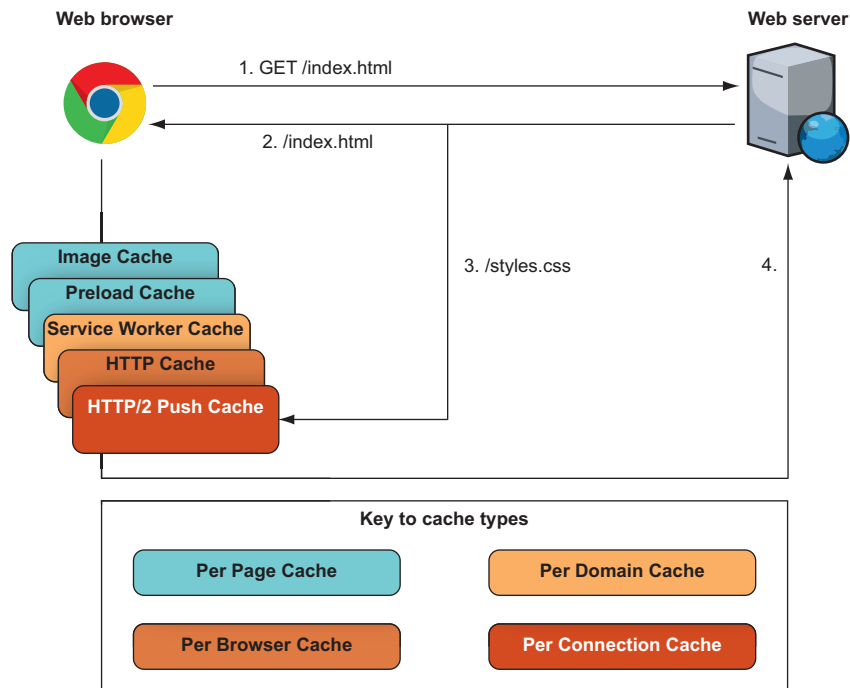 Web browser
Web server
1. GET /index.html
2. /index.html
3. /styles.css
4.
Image Cache
Preload Cache
Service Worker Cache
HTTP Cache
HTTP/2 Push Cache
Key to cache types
Per Page Cache
Per Domain Cache
Per Browser Cache
Per Connection Cache